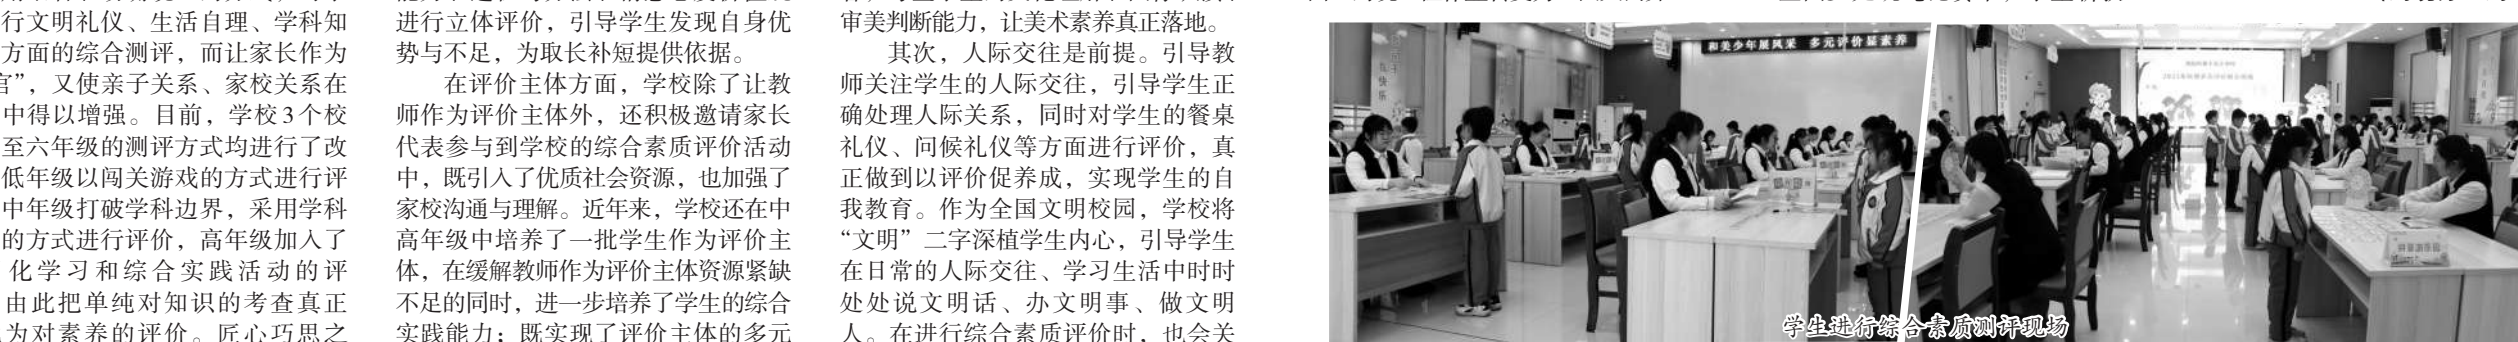 行文明礼仪、生活自理、学科知
方面的综合测评，而让家长作为
官”，又使亲子关系、家校关系在
中得以增强。目前，学校3个校
至六年级的测评方式均进行了改
低年级以闯关游戏的方式进行评
中年级打破学科边界，采用学科
的方式进行评价，高年级加入了
化学习和综合实践活动的评
由此把单纯对知识的考查真正
为对素养的评价。匠心巧思之
进行立体评价，引导学生发现自身优
势与不足，为取长补短提供依据。
在评价主体方面，学校除了让教
师作为评价主体外，还积极邀请家长
代表参与到学校的综合素质评价活动
中，既引入了优质社会资源，也加强了
家校沟通与理解。近年来，学校还在中
高年级中培养了一批学生作为评价主
体，在缓解教师作为评价主体资源紧缺
不足的同时，进一步培养了学生的综合
实践能力；既实现了评价主体的多元
审美判断能力，让美术素养真正落地。
其次，人际交往是前提。引导教
师关注学生的人际交往，引导学生正
确处理人际关系，同时对学生的餐桌
礼仪、问候礼仪等方面进行评价，真
正做到以评价促养成，实现学生的自
我教育。作为全国文明校园，学校将
“文明”二字深植学生内心，引导学生
在日常的人际交往、学习生活中时时
处处说文明话、办文明事、做文明
人。在进行综合素质评价时，也会关
和美少年展风采 多元评价显素养
快乐
学生进行综合素质测评现场